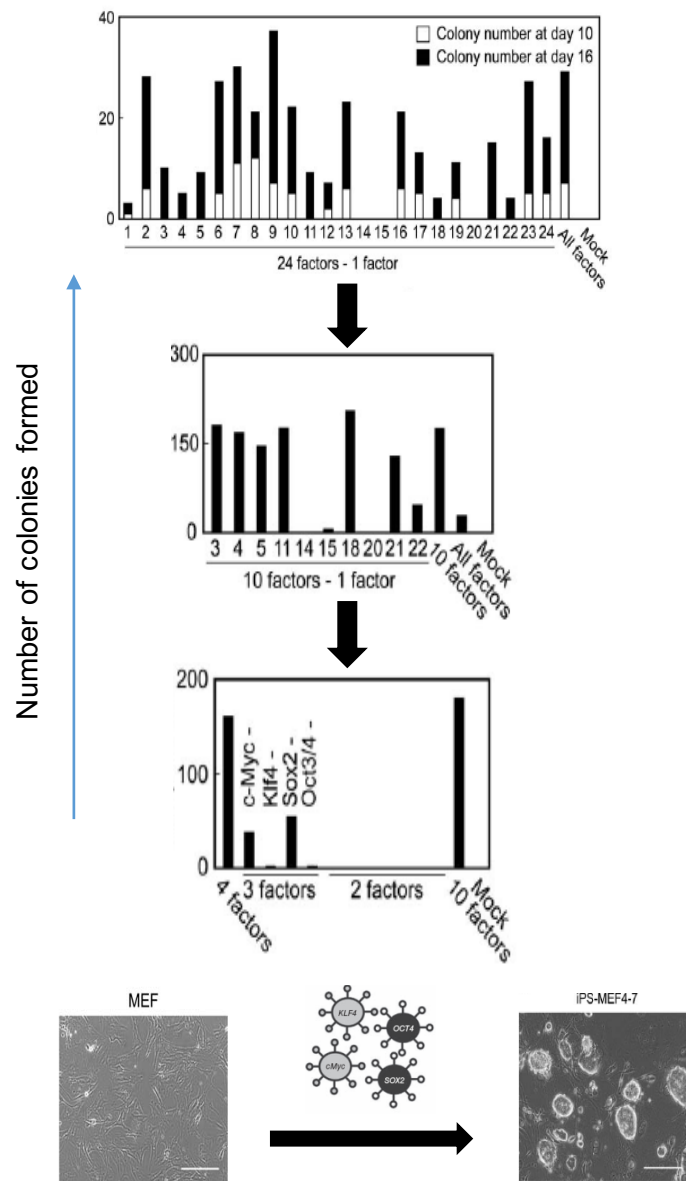 40
Colony number at day 10
Colony number at day 16
20
0
1 2 3 4 5 6 7 8 9 10 11 12 13 14 15 16 17 18 19 20 21 22 23 24 All factors Mock
24 factors - 1 factor
Number of colonies formed
300
150
0
3 4 5 11 14 15 18 20 21 22 10 factors All factors Mock
10 factors - 1 factor
200
c-Myc -
Klf4 -
Sox2 -
Oct3/4 -
100
0
4 factors 3 factors 2 factors 10 factors Mock
MEF
KLF4
OCT4
cMyc
SOX2
iPS-MEF4-7